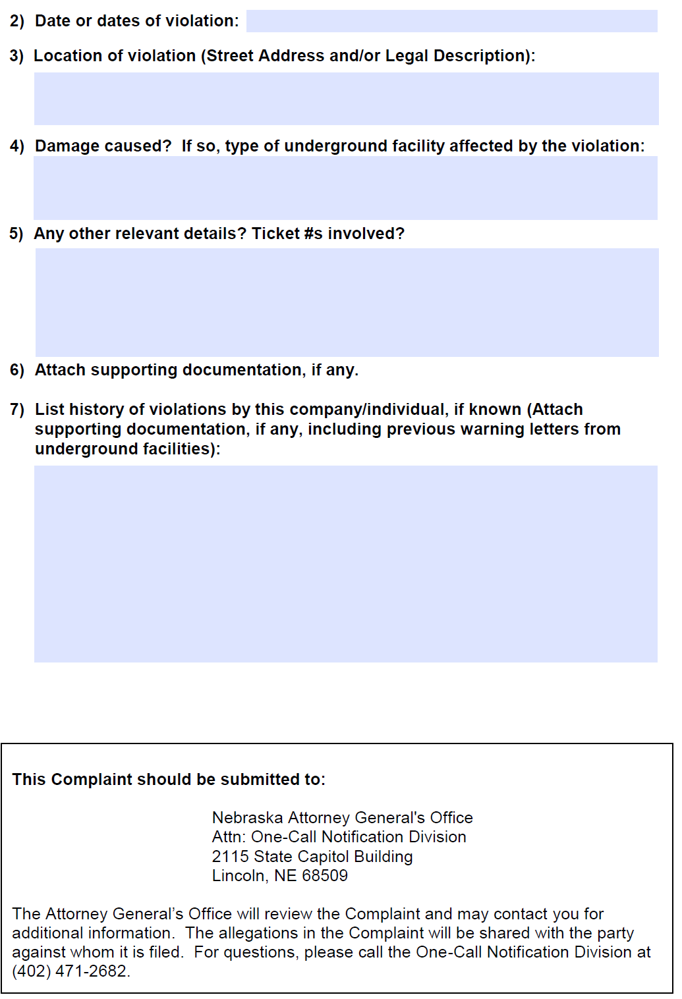 2) Date or dates of violation:
3) Location of violation (Street Address and/or Legal Description):
4) Damage caused?  If so, type of underground facility affected by the violation:
5) Any other relevant details? Ticket #s involved?
6) Attach supporting documentation, if any.
7) List history of violations by this company/individual, if known (Attach
supporting documentation, if any, including previous warning letters from
underground facilities):
This Complaint should be submitted to:
Nebraska Attorney General's Office
Attn: One-Call Notification Division
2115 State Capitol Building
Lincoln, NE 68509
The Attorney General’s Office will review the Complaint and may contact you for
additional information.  The allegations in the Complaint will be shared with the party
against whom it is filed.  For questions, please call the One-Call Notification Division at
(402) 471-2682.